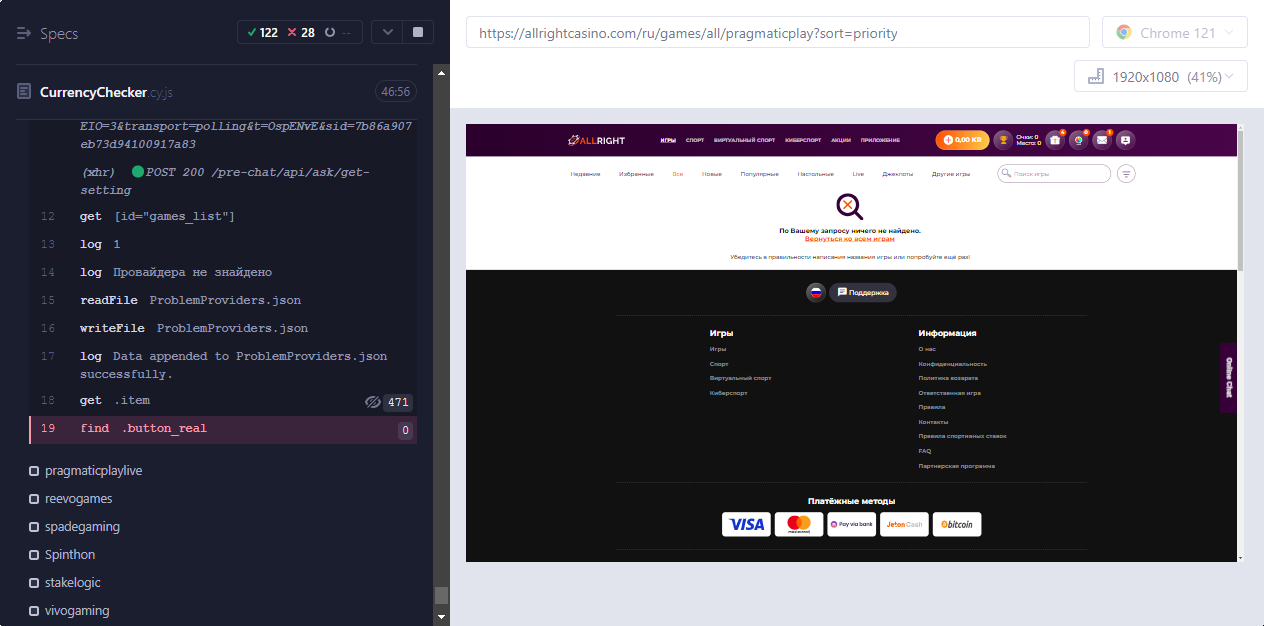 Specs
122
28
--
CurrencyChecker.cy.js
46:56
EIO=3&transport=polling&t=OspENvE&sid=7b86a907
eb73d94100917a83
(xhr) POST 200 /pre-chat/api/ask/get-
setting
12 get [id="games_list"]
13 log 1
14 log Провайдера не знайдено
15 readFile ProblemProviders.json
16 writeFile ProblemProviders.json
17 log Data appended to ProblemProviders.json
successfully.
18 get .item 471
19 find .button_real 0
pragmaticplaylive
reevogames
spadegaming
Spinthon
stakelogic
vivogaming
https://allrightcasino.com/ru/games/all/pragmaticplay?sort=priority
Chrome 121
1920x1080 (41%)
ALLRIGHT
ИГРЫ
СПОРТ
ВИРТУАЛЬНЫЙ СПОРТ
КИБЕРСПОРТ
АКЦИИ
ПРИЛОЖЕНИЕ
Очки: 0
Место: 0
Недавние
Избранные
Все
Новые
Популярные
Настольные
Live
Джекпоты
Другие игры
Поиск игры
По Вашему запросу ничего не найдено.
Вернуться ко всем играм
Убедитесь в правильности написания названия игры или попробуйте ещё раз!
Поддержка
Игры
Игры
Спорт
Виртуальный спорт
Киберспорт
Информация
О нас
Конфиденциальность
Политика возврата
Ответственная игра
Правила
Контакты
Правила спортивных ставок
FAQ
Партнерская программа
Online Chat
Платёжные методы
VISA
Pay via bank
Jeton Cash
bitcoin